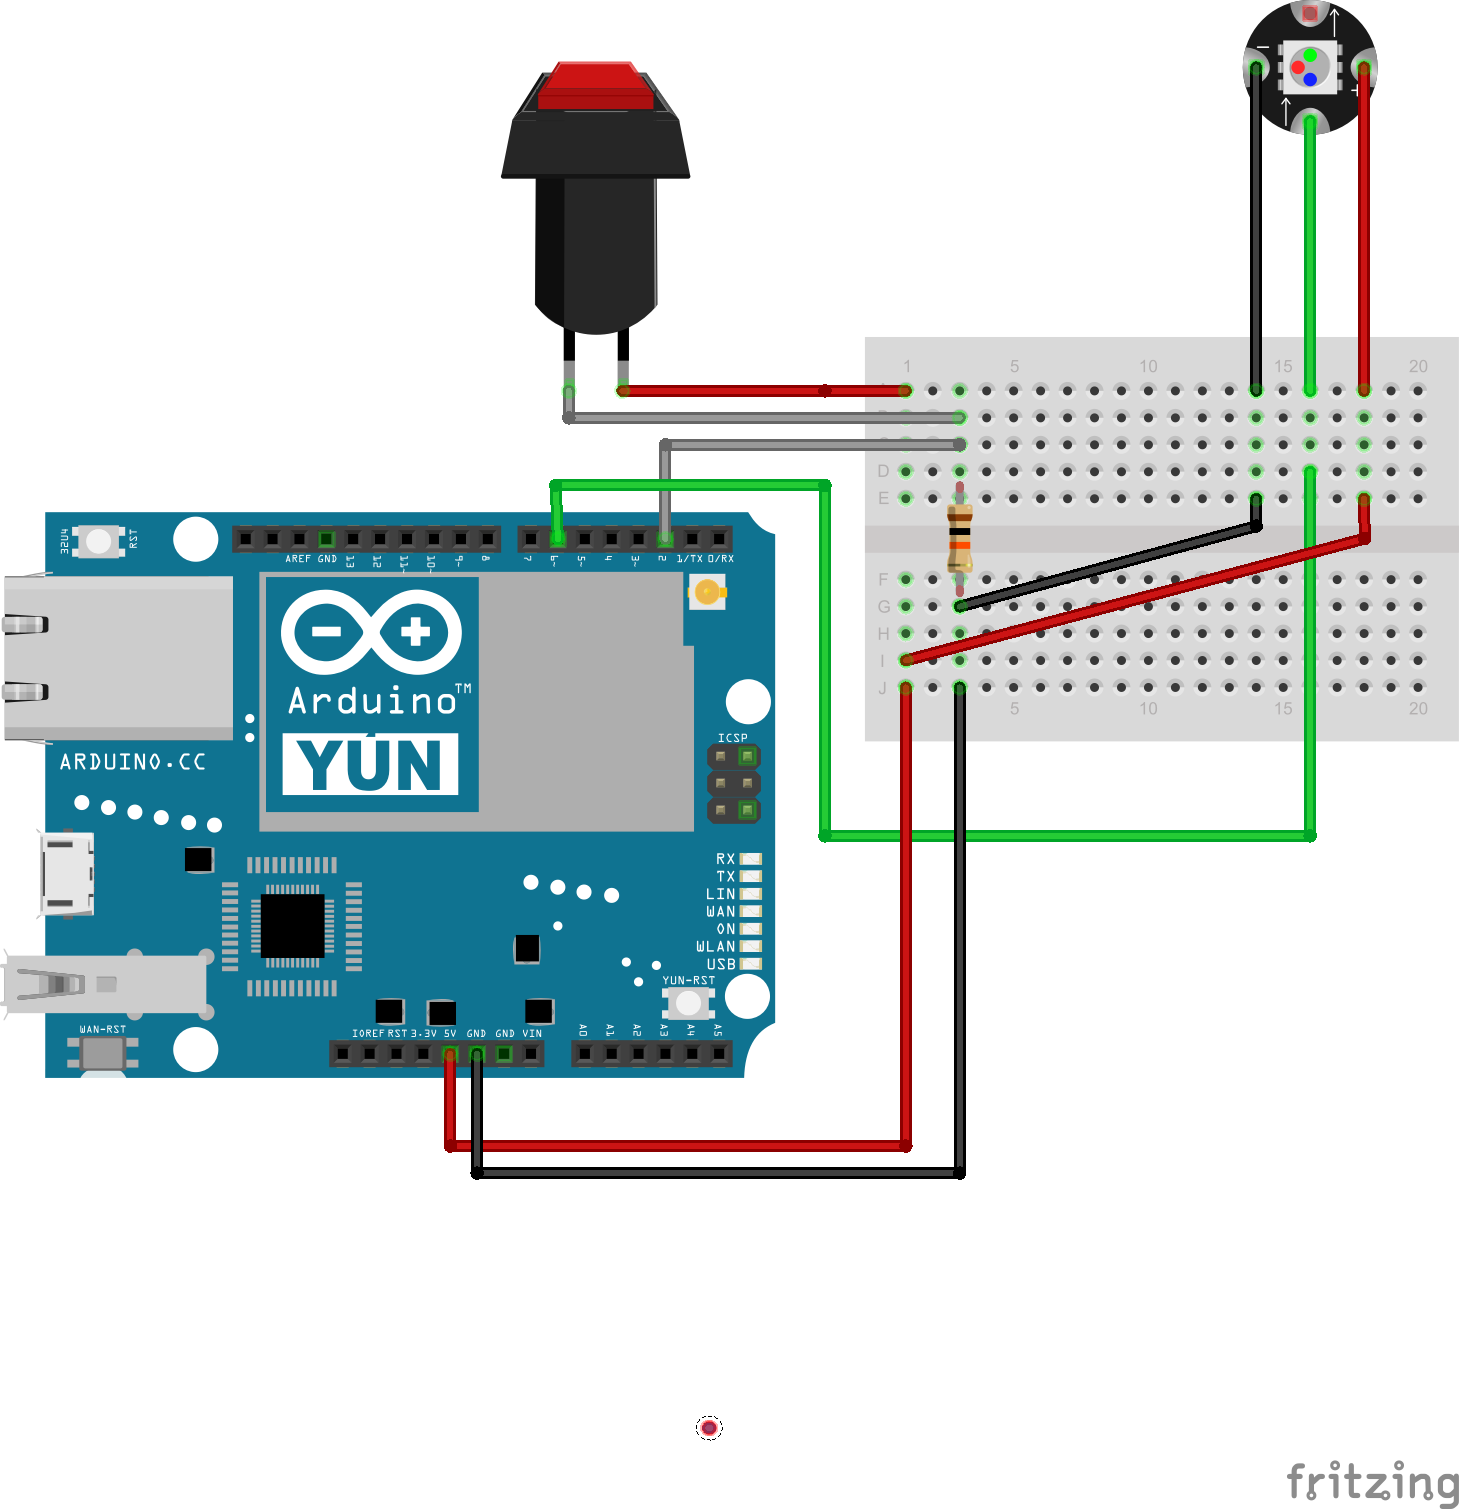 −
+
1 5 10 15 20
D
E
F
G
H
I
J
5 10 15 20
32U4
RST
AREF GND 13 12 11~ 10~ 9~ 8
7 6~ 5~ 4 3~ 2 1/TX 0/RX
Arduino™
YÚN
ARDUINO.CC
ICSP
RX
TX
LIN
WAN
ON
WLAN
USB
YUN-RST
WAN-RST
IOREF RST 3.3V 5V GND GND VIN
A0 A1 A2 A3 A4 A5
fritzing